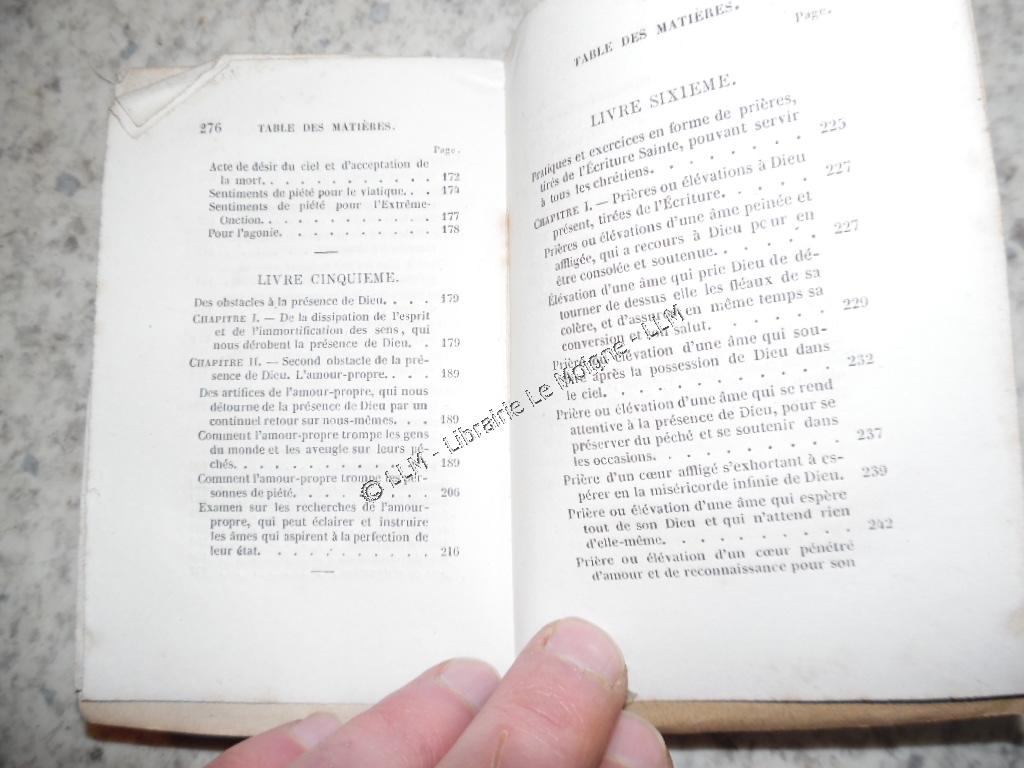 276 TABLE DES MATIÈRES.
Page.
Acte de désir du ciel et d'acceptation de
la mort. . . . . . . . . . . . 172
Sentiments de piété pour le viatique. . . 174
Sentiments de piété pour l'Extrême-
Onction. . . . . . . . . . . . 177
Pour l'agonie. . . . . . . . . . . 178
LIVRE CINQUIEME.
Des obstacles à la présence de Dieu. . . . 179
CHAPITRE I. — De la dissipation de l'esprit
et de l'immortification des sens, qui
nous dérobent la présence de Dieu. . 179
CHAPITRE II. — Second obstacle de la pré-
sence de Dieu. L'amour-propre. . . . 189
Des artifices de l'amour-propre, qui nous
détourne de la présence de Dieu par un
continuel retour sur nous-mêmes. . . . 189
Comment l'amour-propre trompe les gens
du monde et les aveugle sur leurs pé-
chés. . . . . . . . . . . . . . 189
Comment l'amour-propre trompe les per-
sonnes de piété. . . . . . . . . . 206
Examen sur les recherches de l'amour-
propre, qui peut éclairer et instruire
les âmes qui aspirent à la perfection de
leur état. . . . . . . . . . . . 216
TABLE DES MATIÈRES.
Page.
LIVRE SIXIEME.
Pratiques et exercices en forme de prières,
tirés de l'Écriture Sainte, pouvant servir
à tous les chrétiens. . . . . . . . 225
CHAPITRE I. — Prières ou élévations à Dieu
présent, tirées de l'Écriture. . . . . . 227
Prières ou élévations d'une âme peinée et
affligée, qui a recours à Dieu pour en
être consolée et soutenue. . . . . . 227
Élévation d'une âme qui prie Dieu de dé-
tourner de dessus elle les fléaux de sa
colère, et d'assurer en même temps sa
conversion et son salut. . . . . . . 229
Prière ou élévation d'une âme qui sou-
pire après la possession de Dieu dans
le ciel. . . . . . . . . . . . . 232
Prière ou élévation d'une âme qui se rend
attentive à la présence de Dieu, pour se
préserver du péché et se soutenir dans
les occasions. . . . . . . . . . . 237
Prière d'un cœur affligé s'exhortant à es-
pérer en la miséricorde infinie de Dieu. 239
Prière ou élévation d'une âme qui espère
tout de son Dieu et qui n'attend rien
d'elle-même. . . . . . . . . . . 242
Prière ou élévation d'un cœur pénétré
d'amour et de reconnaissance pour son
© LLM - Librairie Le Moigne - LLM